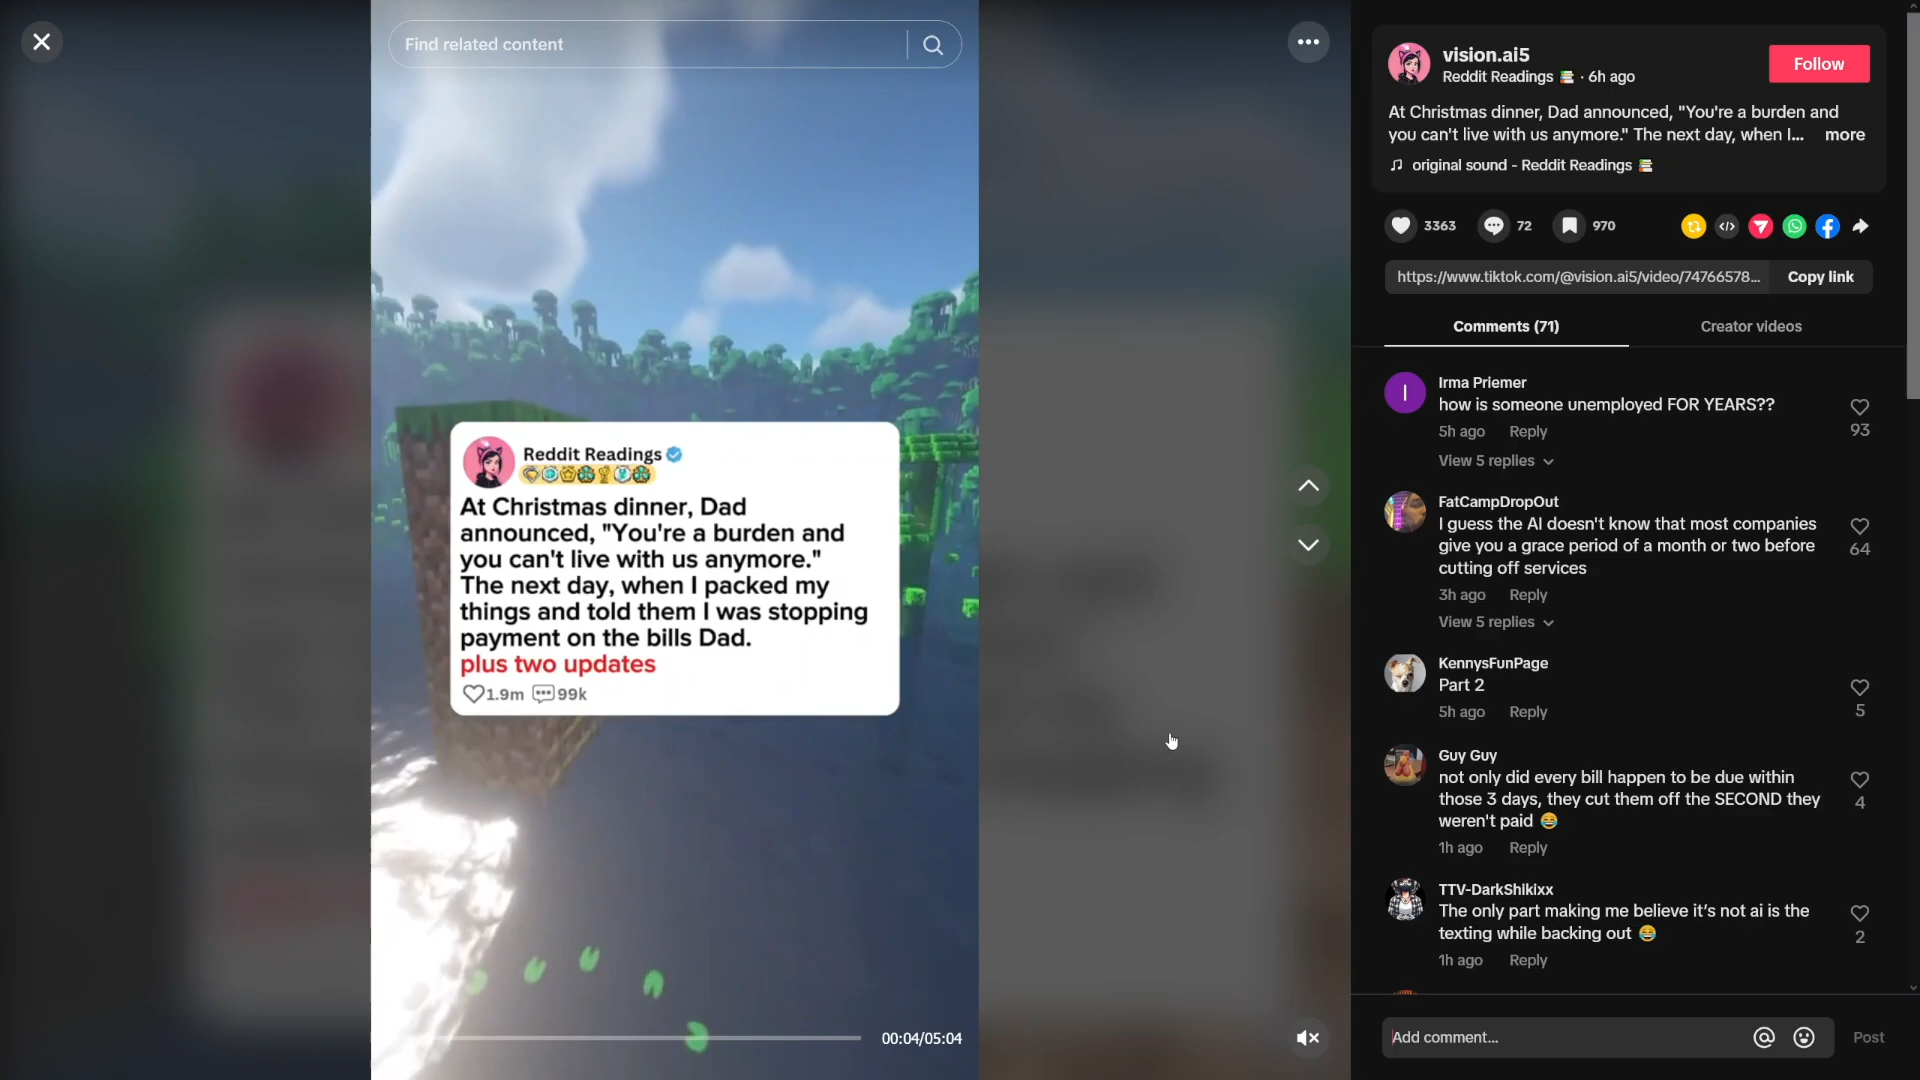 Find related content
Reddit Readings
At Christmas dinner, Dad
announced, "You're a burden and
you can't live with us anymore."
The next day, when I packed my
things and told them I was stopping
payment on the bills Dad.
plus two updates
1.9m 99k
00:04/05:04
vision.ai5
Reddit Readings · 6h ago
Follow
At Christmas dinner, Dad announced, "You're a burden and
you can't live with us anymore." The next day, when I... more
original sound - Reddit Readings
3363 72 970
https://www.tiktok.com/@vision.ai5/video/74766578... Copy link
Comments (71) Creator videos
I
Irma Priemer
how is someone unemployed FOR YEARS??
93
5h ago Reply
View 5 replies
FatCampDropOut
I guess the AI doesn't know that most companies
give you a grace period of a month or two before
cutting off services
64
3h ago Reply
View 5 replies
KennysFunPage
Part 2
5
5h ago Reply
Guy Guy
not only did every bill happen to be due within
those 3 days, they cut them off the SECOND they
weren't paid 😂
4
1h ago Reply
TTV-DarkShikixx
The only part making me believe it's not ai is the
texting while backing out 😂
2
1h ago Reply
Add comment... Post